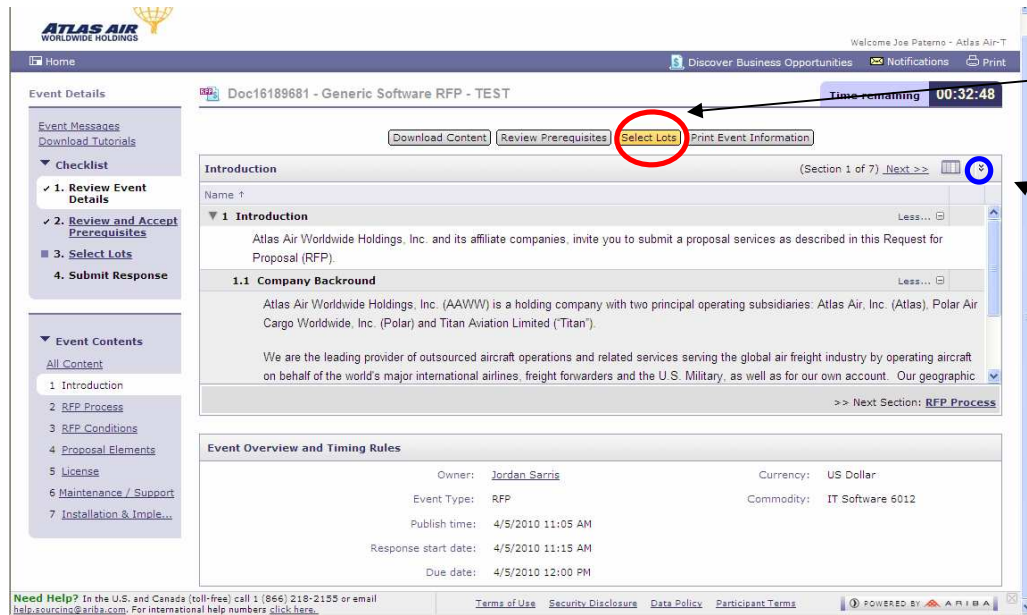 ATLAS AIR
WORLDWIDE HOLDINGS
Welcome Joe Paterno - Atlas Air-T
Home
Discover Business Opportunities
Notifications
Print
Event Details
Event Messages
Download Tutorials
Checklist
1. Review Event
Details
2. Review and Accept
Prerequisites
3. Select Lots
4. Submit Response
Event Contents
All Content
1 Introduction
2 RFP Process
3 RFP Conditions
4 Proposal Elements
5 License
6 Maintenance / Support
7 Installation & Imple...
Doc16189681 - Generic Software RFP - TEST
Time remaining 00:32:48
Download Content Review Prerequisites Select Lots Print Event Information
Introduction (Section 1 of 7) Next >>
Name ↑
1 Introduction Less...
Atlas Air Worldwide Holdings, Inc. and its affiliate companies, invite you to submit a proposal services as described in this Request for
Proposal (RFP).
1.1 Company Backround Less...
Atlas Air Worldwide Holdings, Inc. (AAWW) is a holding company with two principal operating subsidiaries: Atlas Air, Inc. (Atlas), Polar Air
Cargo Worldwide, Inc. (Polar) and Titan Aviation Limited ("Titan").
We are the leading provider of outsourced aircraft operations and related services serving the global air freight industry by operating aircraft
on behalf of the world's major international airlines, freight forwarders and the U.S. Military, as well as for our own account. Our geographic
>> Next Section: RFP Process
Event Overview and Timing Rules
Owner: Jordan Sarris Currency: US Dollar
Event Type: RFP Commodity: IT Software 6012
Publish time: 4/5/2010 11:05 AM
Response start date: 4/5/2010 11:15 AM
Due date: 4/5/2010 12:00 PM
Need Help? In the U.S. and Canada (toll-free) call 1 (866) 218-2155 or email
help.sourcing@ariba.com. For international help numbers click here.
Terms of Use Security Disclosure Data Policy Participant Terms
POWERED BY ARIBA